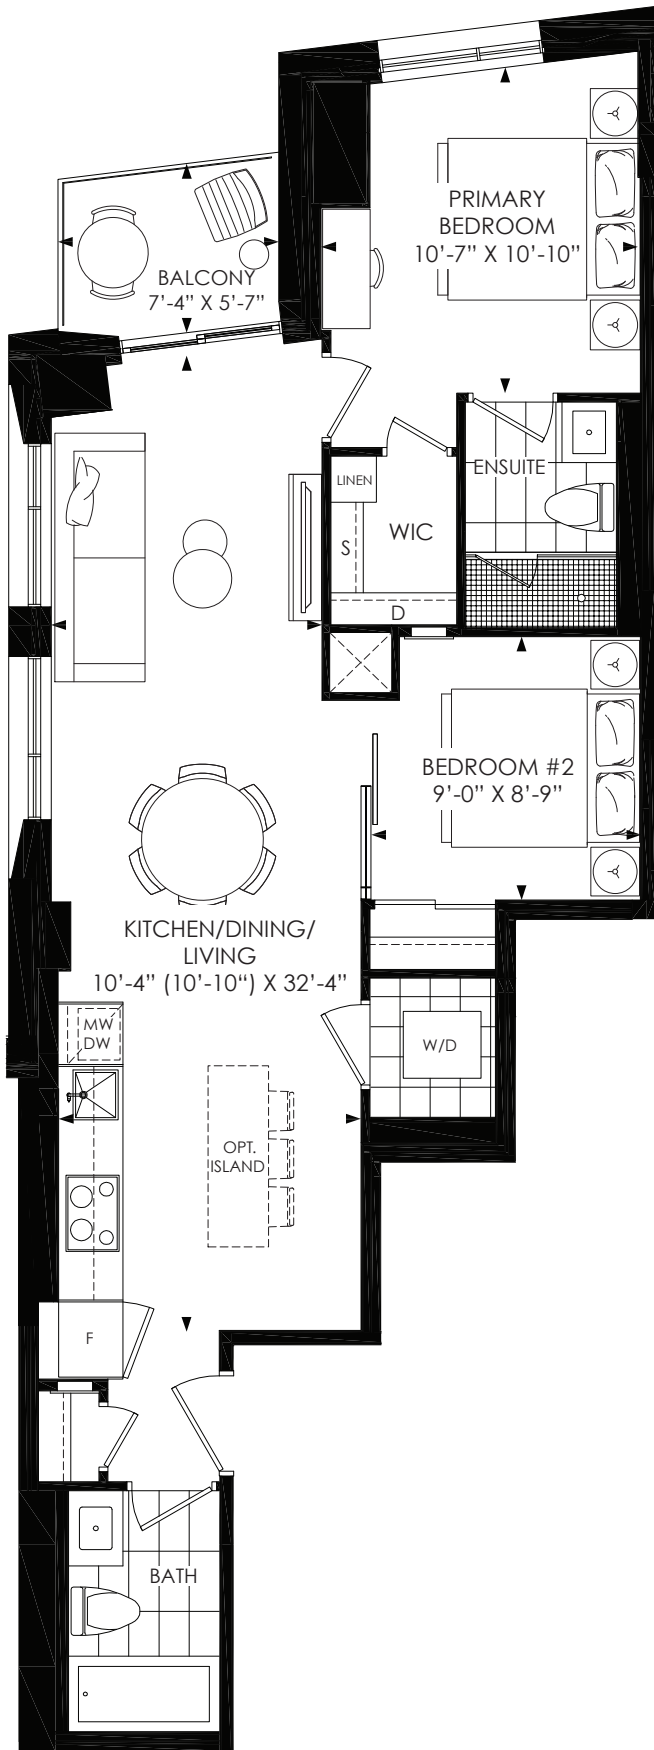 PRIMARY
BEDROOM
10'-7" X 10'-10"
BALCONY
7'-4" X 5'-7"
ENSUITE
LINEN
WIC
S
D
BEDROOM #2
9'-0" X 8'-9"
KITCHEN/DINING/
LIVING
10'-4" (10'-10") X 32'-4"
MW
DW
W/D
OPT.
ISLAND
F
BATH